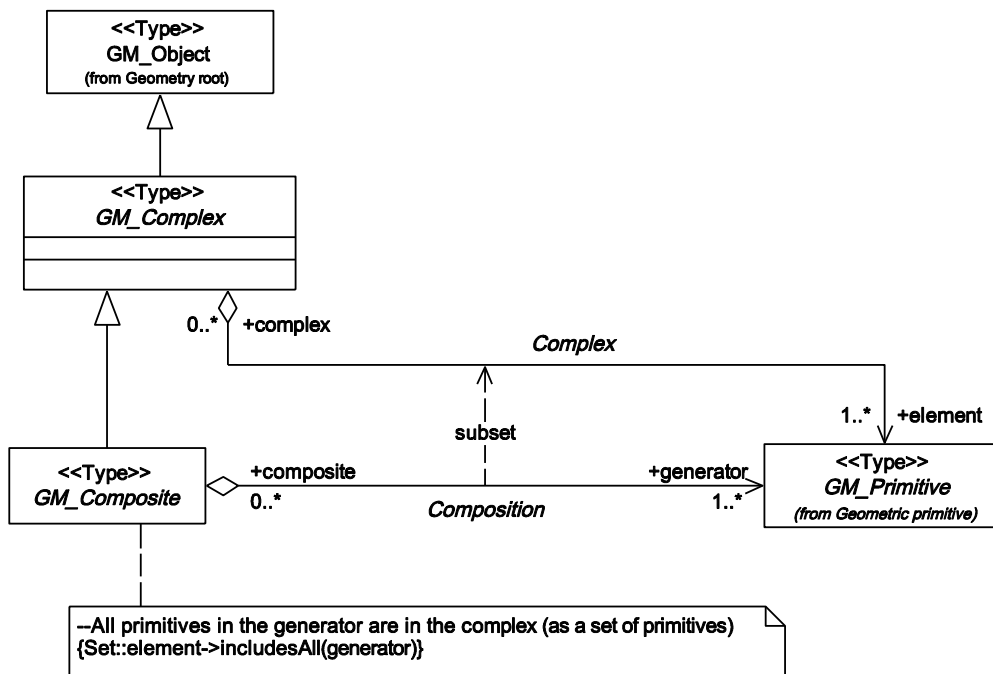 <<Type>>
GM_Object
(from Geometry root)
<<Type>>
GM_Complex
0..*
+complex
Complex
subset
1..*
+element
<<Type>>
GM_Composite
+composite
0..*
Composition
+generator
1..*
<<Type>>
GM_Primitive
(from Geometric primitive)
--All primitives in the generator are in the complex (as a set of primitives)
{Set::element->includesAll(generator)}